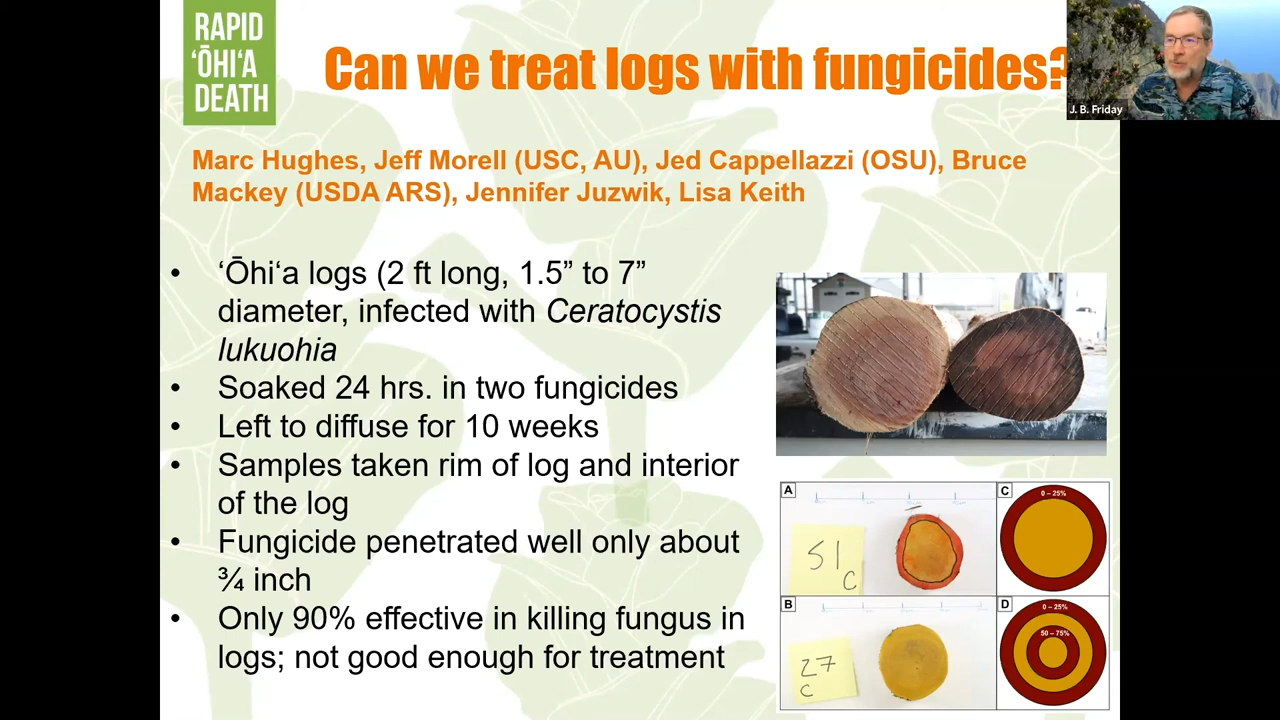 RAPID
ʻŌHIʻA
DEATH
Can we treat logs with fungicides?
J. B. Friday
Marc Hughes, Jeff Morell (USC, AU), Jed Cappellazzi (OSU), Bruce
Mackey (USDA ARS), Jennifer Juzwik, Lisa Keith
• ʻŌhiʻa logs (2 ft long, 1.5” to 7”
diameter, infected with Ceratocystis
lukuohia
• Soaked 24 hrs. in two fungicides
• Left to diffuse for 10 weeks
• Samples taken rim of log and interior
of the log
• Fungicide penetrated well only about
¾ inch
• Only 90% effective in killing fungus in
logs; not good enough for treatment
A
51
C
C
0 – 25%
B
27
C
D
0 – 25%
50 – 75%